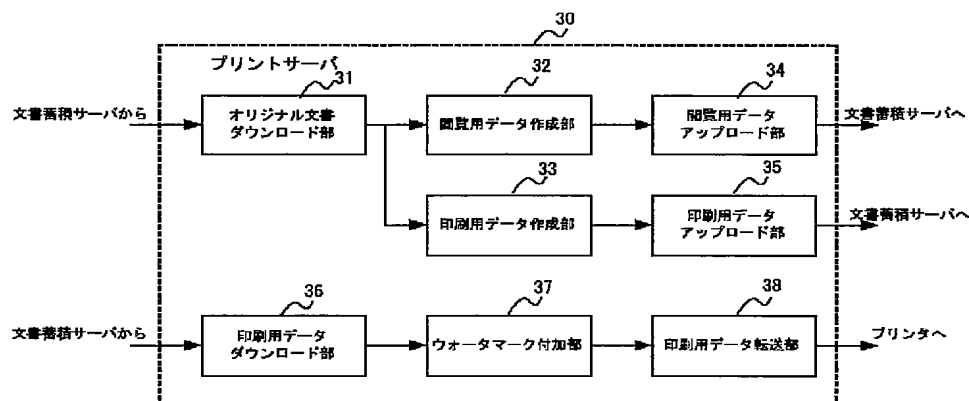 30
プリントサーバ
31
32
34
文書蓄積サーバから
オリジナル文書
ダウンロード部
閲覧用データ作成部
閲覧用データ
アップロード部
文書蓄積サーバへ
33
35
印刷用データ作成部
印刷用データ
アップロード部
文書蓄積サーバへ
36
37
38
文書蓄積サーバから
印刷用データ
ダウンロード部
ウォータマーク付加部
印刷用データ転送部
プリンタへ